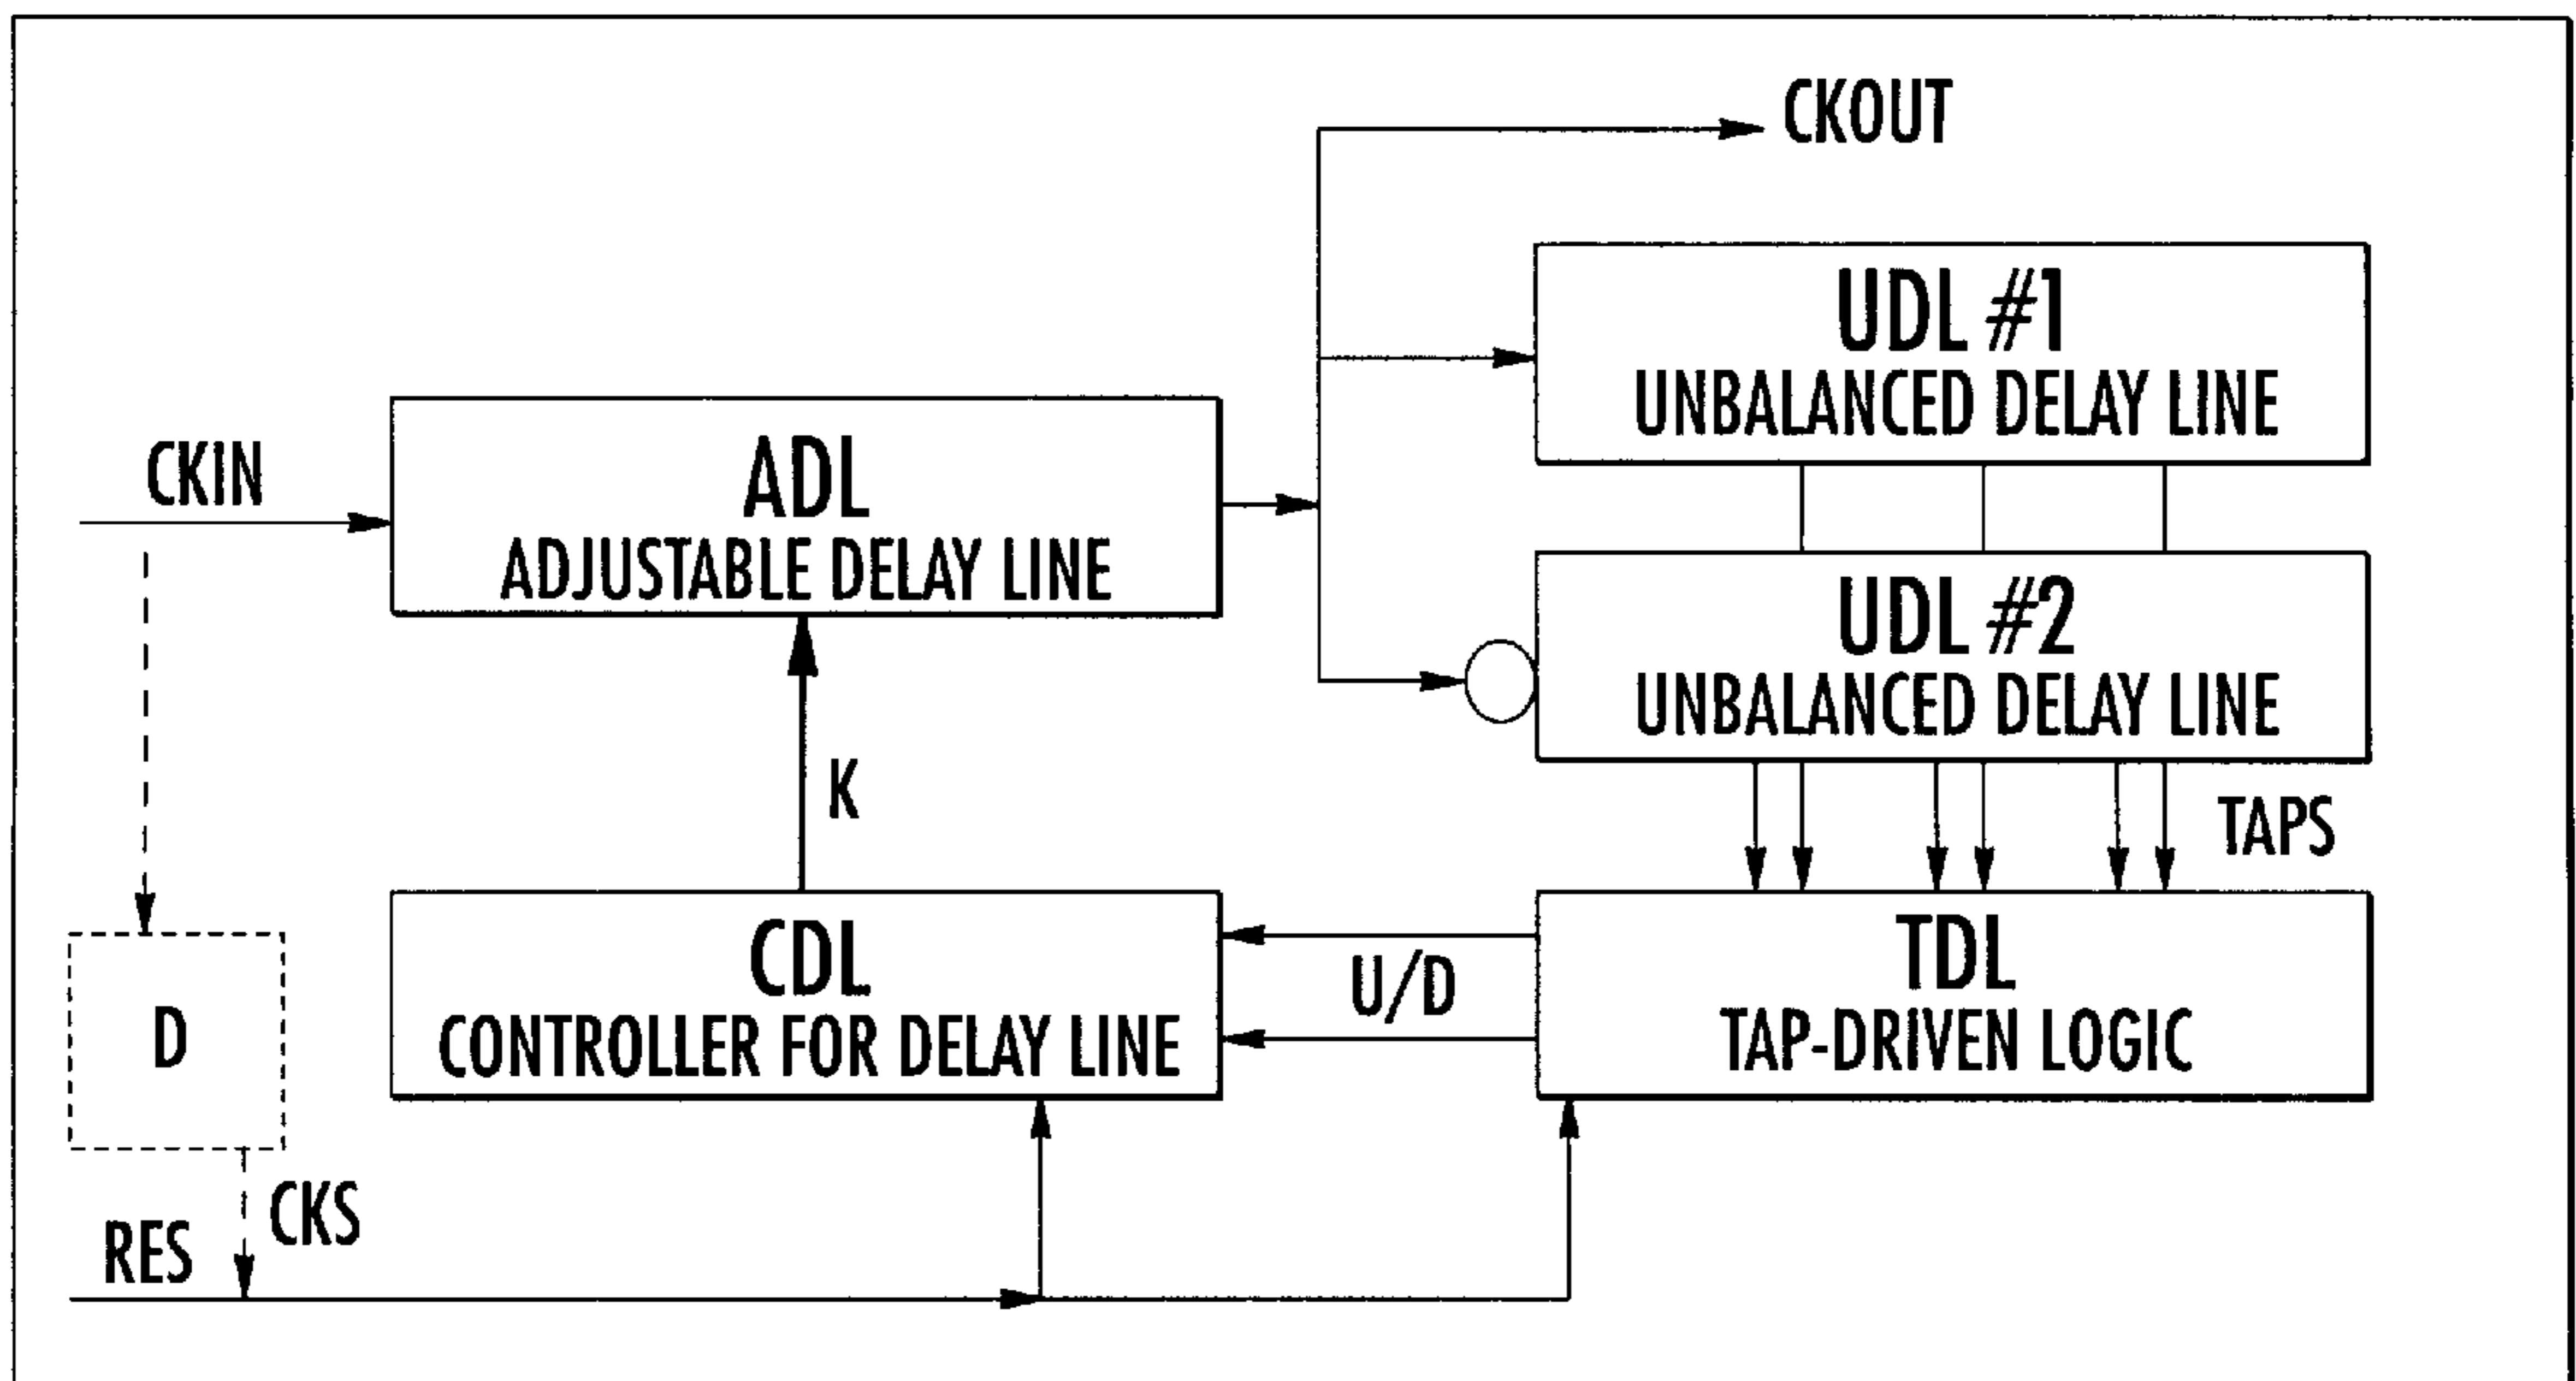 CKOUT
UDL #1
UNBALANCED DELAY LINE
CKIN
ADL
ADJUSTABLE DELAY LINE
UDL #2
UNBALANCED DELAY LINE
K
TAPS
D
CDL
CONTROLLER FOR DELAY LINE
U/D
TDL
TAP-DRIVEN LOGIC
CKS
RES